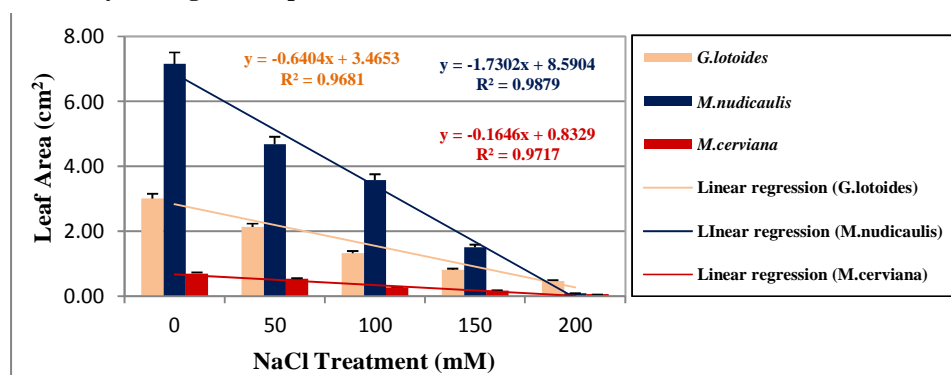 8.00
6.00
4.00
2.00
0.00
Leaf Area (cm²)
y = -0.6404x + 3.4653
R² = 0.9681
y = -1.7302x + 8.5904
R² = 0.9879
y = -0.1646x + 0.8329
R² = 0.9717
0 50 100 150 200
NaCl Treatment (mM)
G.lotoides
M.nudicaulis
M.cerviana
Linear regression (G.lotoides)
LInear regression (M.nudicaulis)
Linear regression (M.cerviana)